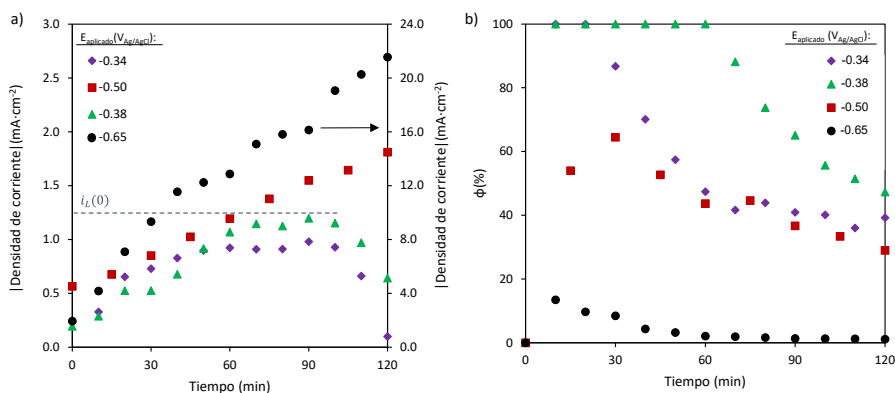 a)
E_aplicado(V_Ag/AgCl):
-0.34
-0.50
-0.38
-0.65
i_L(0)
3.0
2.5
2.0
1.5
1.0
0.5
0.0
|Densidad de corriente|(mA·cm⁻²)
24.0
20.0
16.0
12.0
8.0
4.0
0.0
|Densidad de corriente|(mA·cm⁻²)
0 30 60 90 120
Tiempo (min)
b)
E_aplicado (V_Ag/AgCl):
-0.34
-0.38
-0.50
-0.65
100
80
60
40
20
0
ϕ(%)
0 30 60 90 120
Tiempo (min)